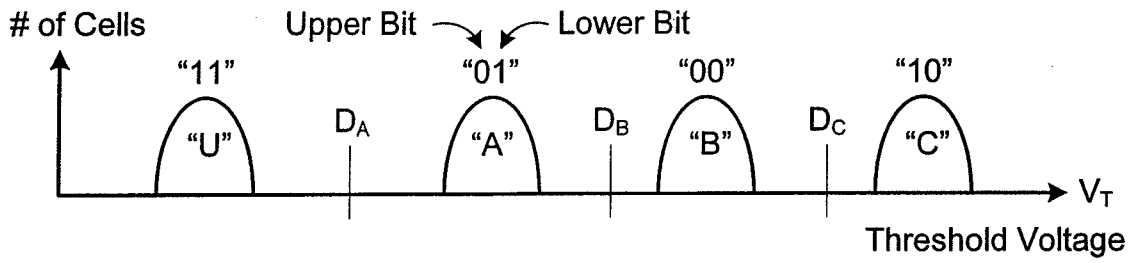 # of Cells
Upper Bit
Lower Bit
“11”
“01”
“00”
“10”
“U”
DA
“A”
DB
“B”
DC
“C”
VT
Threshold Voltage